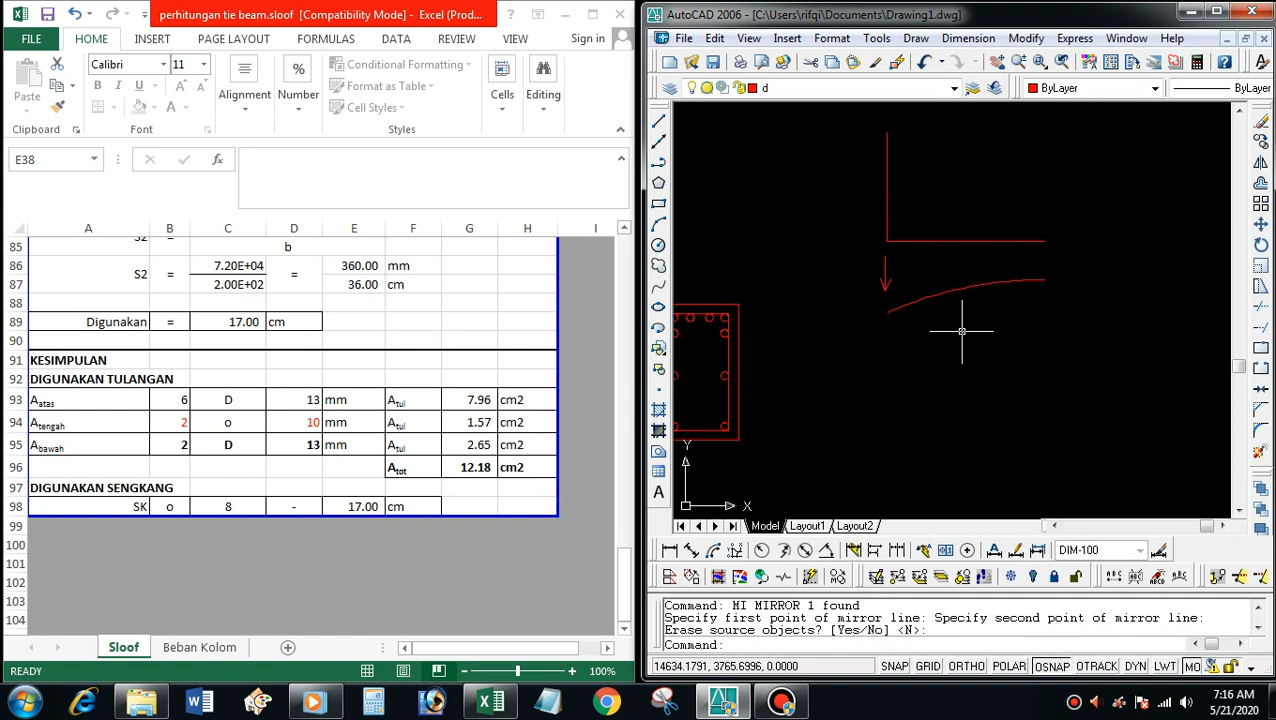 perhitungan tie beam.sloof [Compatibility Mode] - Excel (Prod...
FILE HOME INSERT PAGE LAYOUT FORMULAS DATA REVIEW VIEW Sign in
Calibri 11
Paste
B I U
A
Alignment
%
Number
Conditional Formatting
Format as Table
Cell Styles
Cells
Editing
Clipboard Font Styles
E38
fx
A B C D E F G H I
85 S2 = b
86 7.20E+04 360.00 mm
S2 = =
87 2.00E+02 36.00 cm
88
89 Digunakan = 17.00 cm
90
91 KESIMPULAN
92 DIGUNAKAN TULANGAN
93 Aatas 6 D 13 mm Atul 7.96 cm2
94 Atengah 2 o 10 mm Atul 1.57 cm2
95 Abawah 2 D 13 mm Atul 2.65 cm2
96 Atot 12.18 cm2
97 DIGUNAKAN SENGKANG
98 SK o 8 - 17.00 cm
99
100
101
102
103
104
Sloof Beban Kolom
READY 100%
AutoCAD 2006 - [C:\Users\rifqi\Documents\Drawing1.dwg]
File Edit View Insert Format Tools Draw Dimension Modify Express Window Help
d ByLayer ByLayer
A
Y
X
Model Layout1 Layout2
DIM-100
Command: MI MIRROR 1 found
Specify first point of mirror line: Specify second point of mirror line:
Erase source objects? [Yes/No] <N>:
Command:
14634.1791, 3765.6996, 0.0000 SNAP GRID ORTHO POLAR OSNAP OTRACK DYN LWT MO
7:16 AM
5/21/2020